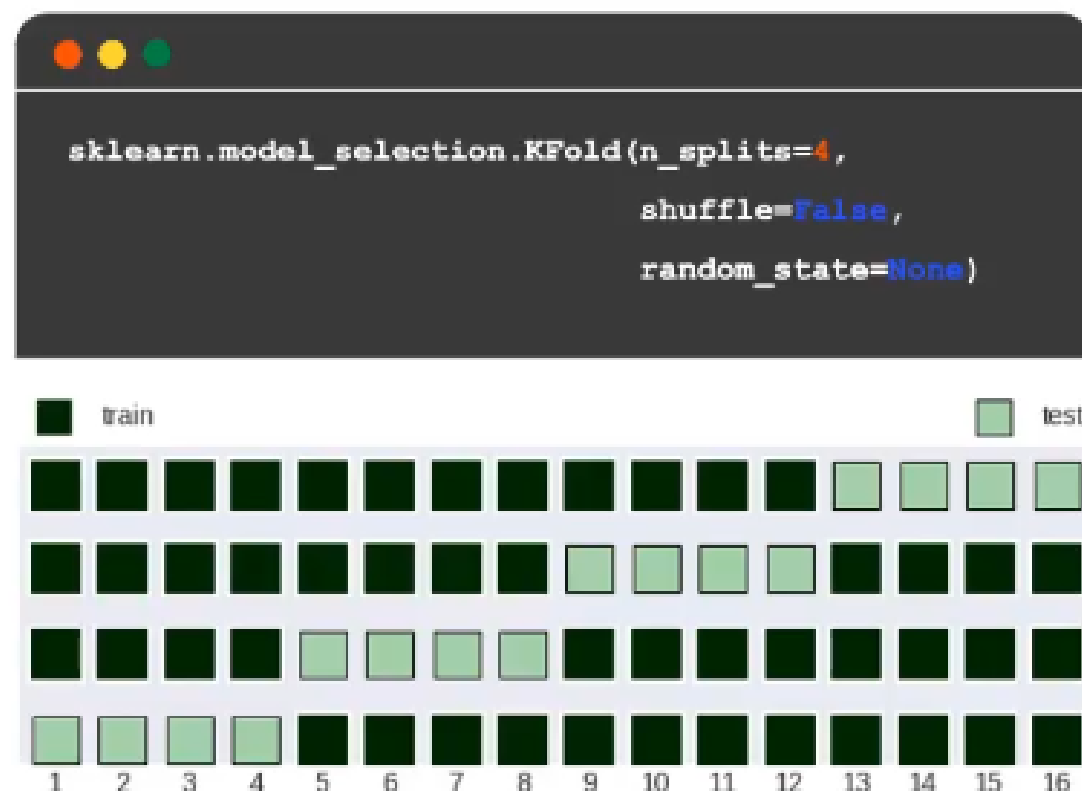 sklearn.model_selection.KFold(n_splits=4,
shuffle=False,
random_state=None)
train
test
1 2 3 4 5 6 7 8 9 10 11 12 13 14 15 16